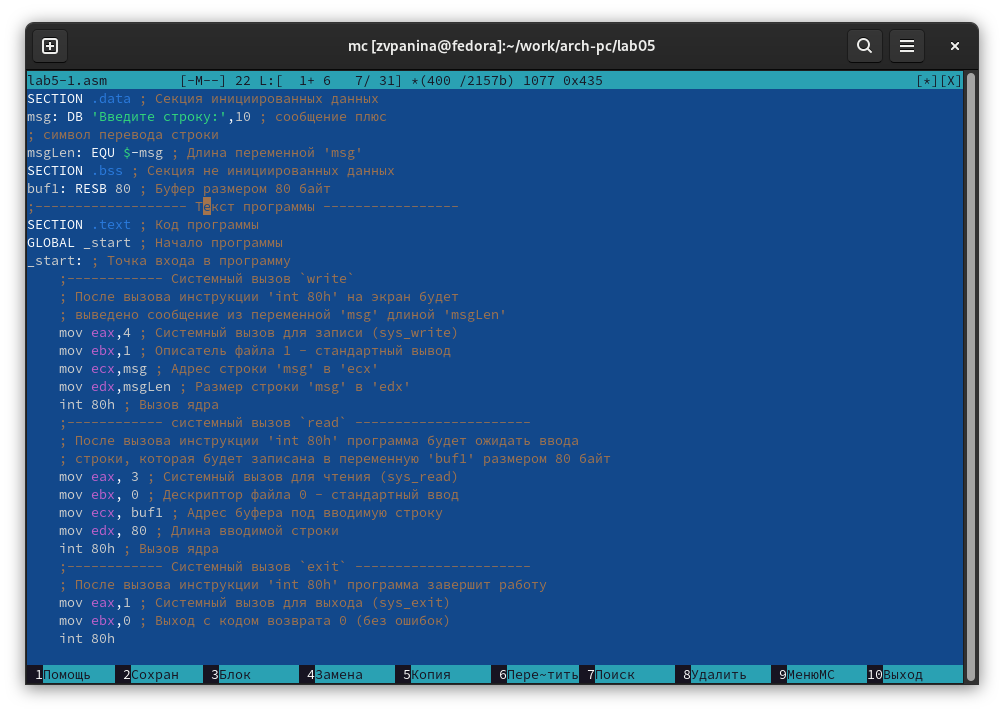 mc [zvpanina@fedora]:~/work/arch-pc/lab05
lab5-1.asm [-M--] 22 L:[ 1+ 6 7/ 31] *(400 /2157b) 1077 0x435 [*][X]
SECTION .data ; Секция инициированных данных
msg: DB 'Введите строку:',10 ; сообщение плюс
; символ перевода строки
msgLen: EQU $-msg ; Длина переменной 'msg'
SECTION .bss ; Секция не инициированных данных
buf1: RESB 80 ; Буфер размером 80 байт
;------------------- Текст программы -----------------
SECTION .text ; Код программы
GLOBAL _start ; Начало программы
_start: ; Точка входа в программу
;------------ Системный вызов `write`
; После вызова инструкции 'int 80h' на экран будет
; выведено сообщение из переменной 'msg' длиной 'msgLen'
mov eax,4 ; Системный вызов для записи (sys_write)
mov ebx,1 ; Описатель файла 1 - стандартный вывод
mov ecx,msg ; Адрес строки 'msg' в 'ecx'
mov edx,msgLen ; Размер строки 'msg' в 'edx'
int 80h ; Вызов ядра
;------------ системный вызов `read` ----------------------
; После вызова инструкции 'int 80h' программа будет ожидать ввода
; строки, которая будет записана в переменную 'buf1' размером 80 байт
mov eax, 3 ; Системный вызов для чтения (sys_read)
mov ebx, 0 ; Дескриптор файла 0 - стандартный ввод
mov ecx, buf1 ; Адрес буфера под вводимую строку
mov edx, 80 ; Длина вводимой строки
int 80h ; Вызов ядра
;------------ Системный вызов `exit` ----------------------
; После вызова инструкции 'int 80h' программа завершит работу
mov eax,1 ; Системный вызов для выхода (sys_exit)
mov ebx,0 ; Выход с кодом возврата 0 (без ошибок)
int 80h
1Помощь 2Сохран 3Блок 4Замена 5Копия 6Пере~тить 7Поиск 8Удалить 9МенюMC 10Выход